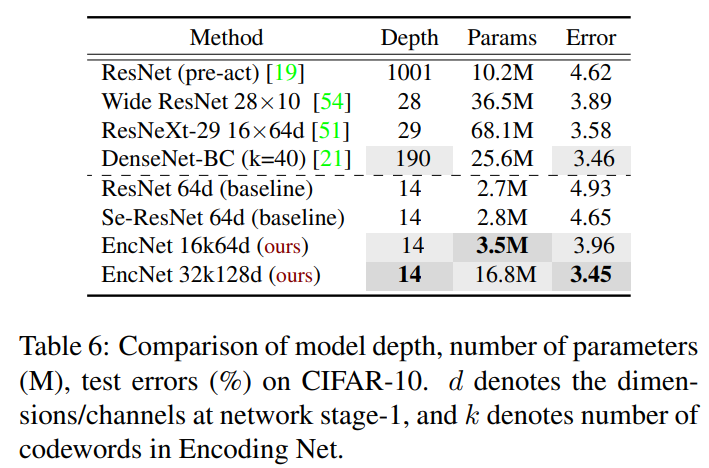 Method Depth Params Error
ResNet (pre-act) [19] 1001 10.2M 4.62
Wide ResNet 28×10 [54] 28 36.5M 3.89
ResNeXt-29 16×64d [51] 29 68.1M 3.58
DenseNet-BC (k=40) [21] 190 25.6M 3.46
ResNet 64d (baseline) 14 2.7M 4.93
Se-ResNet 64d (baseline) 14 2.8M 4.65
EncNet 16k64d (ours) 14 3.5M 3.96
EncNet 32k128d (ours) 14 16.8M 3.45
Table 6: Comparison of model depth, number of parameters
(M), test errors (%) on CIFAR-10. d denotes the dimen-
sions/channels at network stage-1, and k denotes number of
codewords in Encoding Net.